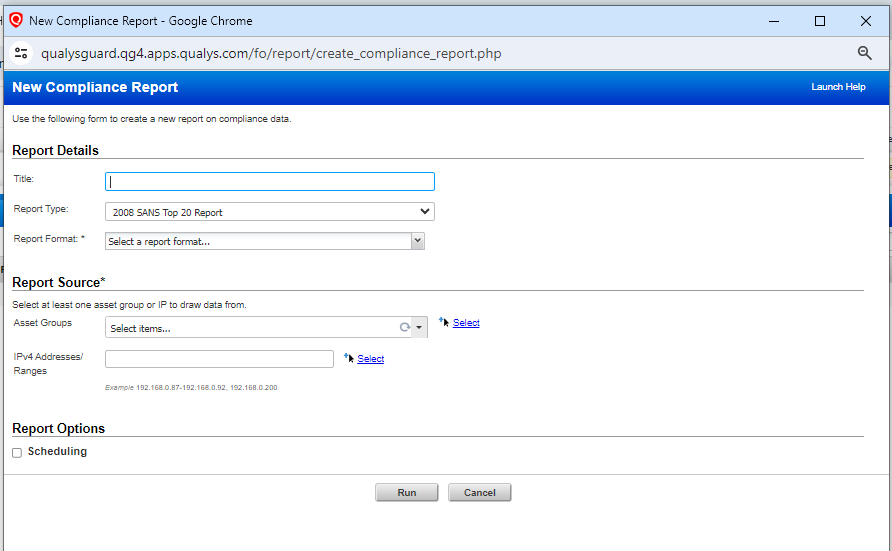 New Compliance Report - Google Chrome
qualysguard.qg4.apps.qualys.com/fo/report/create_compliance_report.php
New Compliance Report
Launch Help
Use the following form to create a new report on compliance data.
Report Details
Title:
Report Type:
2008 SANS Top 20 Report
Report Format: *
Select a report format...
Report Source*
Select at least one asset group or IP to draw data from.
Asset Groups
Select items...
Select
IPv4 Addresses/
Ranges
Select
Example 192.168.0.87-192.168.0.92, 192.168.0.200
Report Options
Scheduling
Run
Cancel